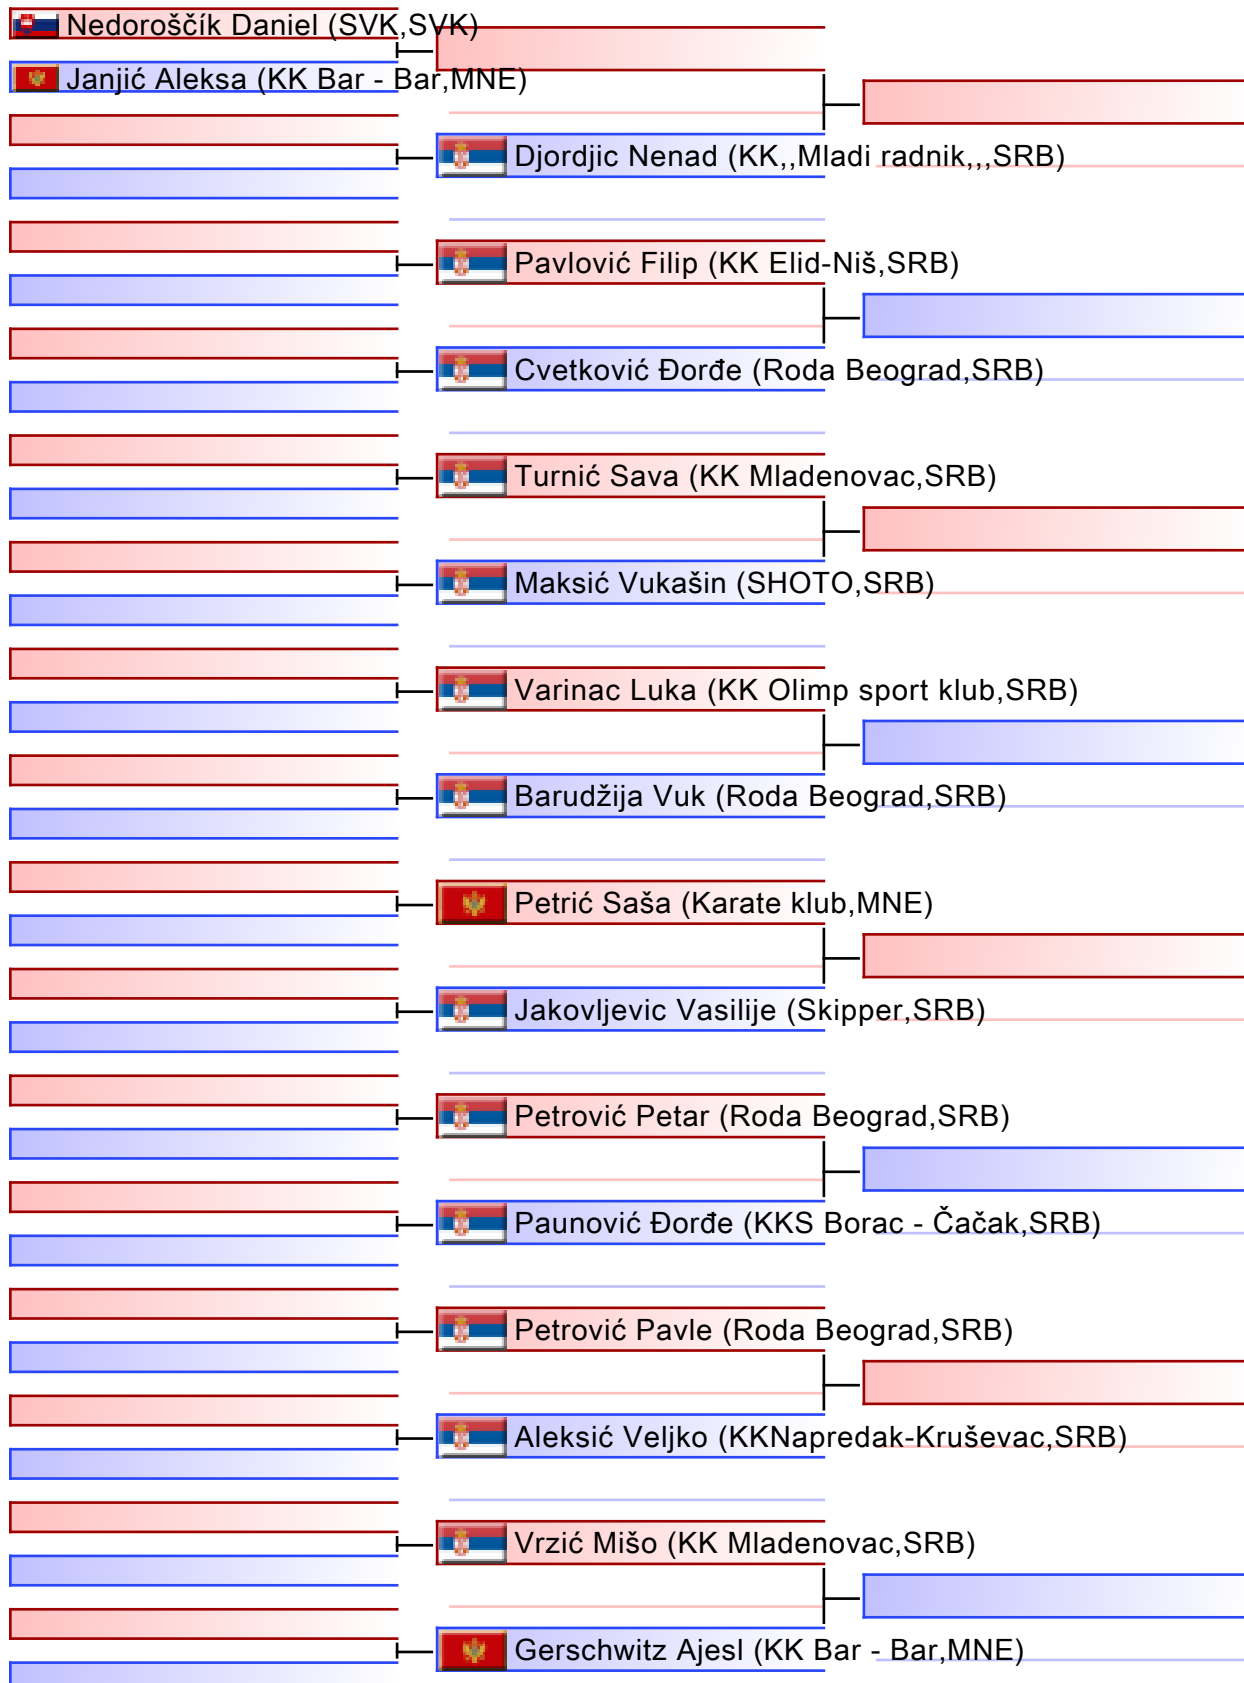 Nedoroščík Daniel (SVK,SVK)
Janjić Aleksa (KK Bar - Bar,MNE)
Djordjic Nenad (KK,,Mladi radnik,,,SRB)
Pavlović Filip (KK Elid-Niš,SRB)
Cvetković Đorđe (Roda Beograd,SRB)
Turnić Sava (KK Mladenovac,SRB)
Maksić Vukašin (SHOTO,SRB)
Varinac Luka (KK Olimp sport klub,SRB)
Barudžija Vuk (Roda Beograd,SRB)
Petrić Saša (Karate klub,MNE)
Jakovljevic Vasilije (Skipper,SRB)
Petrović Petar (Roda Beograd,SRB)
Paunović Đorđe (KKS Borac - Čačak,SRB)
Petrović Pavle (Roda Beograd,SRB)
Aleksić Veljko (KKNapredak-Kruševac,SRB)
Vrzić Mišo (KK Mladenovac,SRB)
Gerschwitz Ajesl (KK Bar - Bar,MNE)